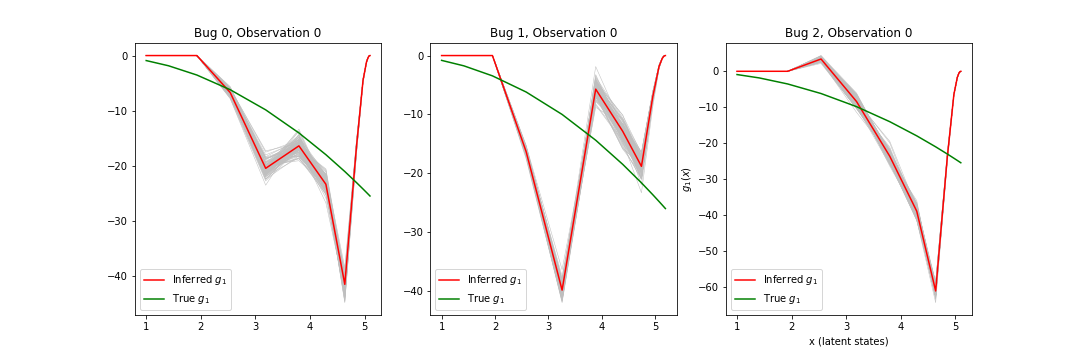 Bug 0, Observation 0
0
−10
−20
−30
−40
1 2 3 4 5
Inferred g₁
True g₁
Bug 1, Observation 0
0
−10
−20
−30
−40
1 2 3 4 5
Inferred g₁
True g₁
Bug 2, Observation 0
g₁(x)
0
−10
−20
−30
−40
−50
−60
1 2 3 4 5
x (latent states)
Inferred g₁
True g₁